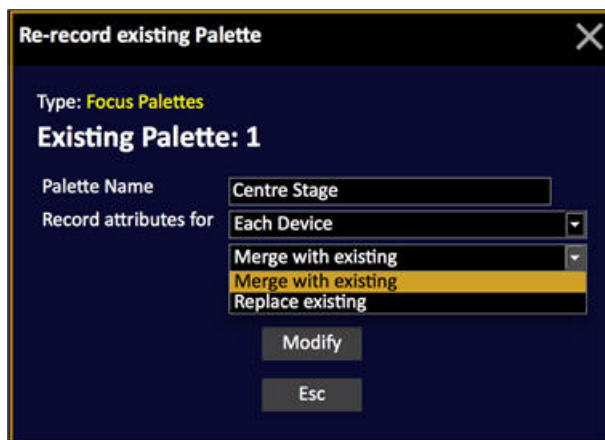 Re-record existing Palette
Type: Focus Palettes
Existing Palette: 1
Palette Name Centre Stage
Record attributes for Each Device
Merge with existing
Merge with existing
Replace existing
Modify
Esc